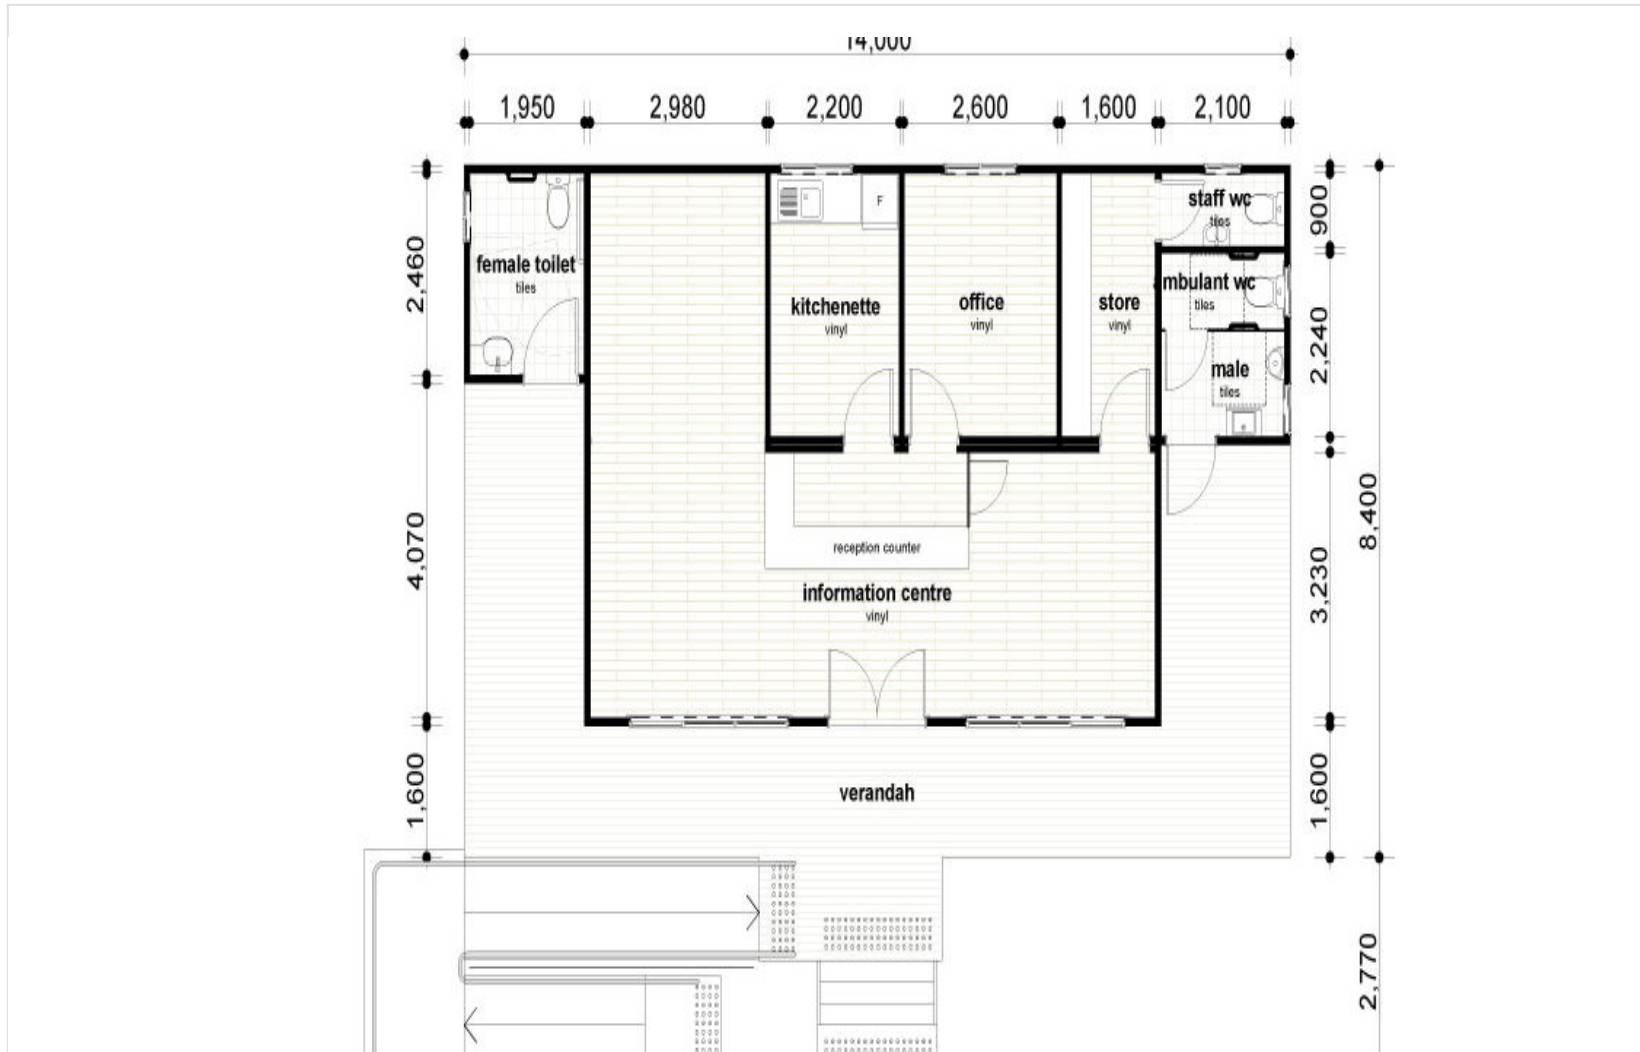 14,000
1,950 2,980 2,200 2,600 1,600 2,100
F
staff wc
tiles
900
2,460
female toilet
tiles
mbulant wc
tiles
kitchenette
vinyl
office
vinyl
store
vinyl
2,240
male
tiles
8,400
4,070
reception counter
3,230
information centre
vinyl
1,600
verandah
1,600
2,770